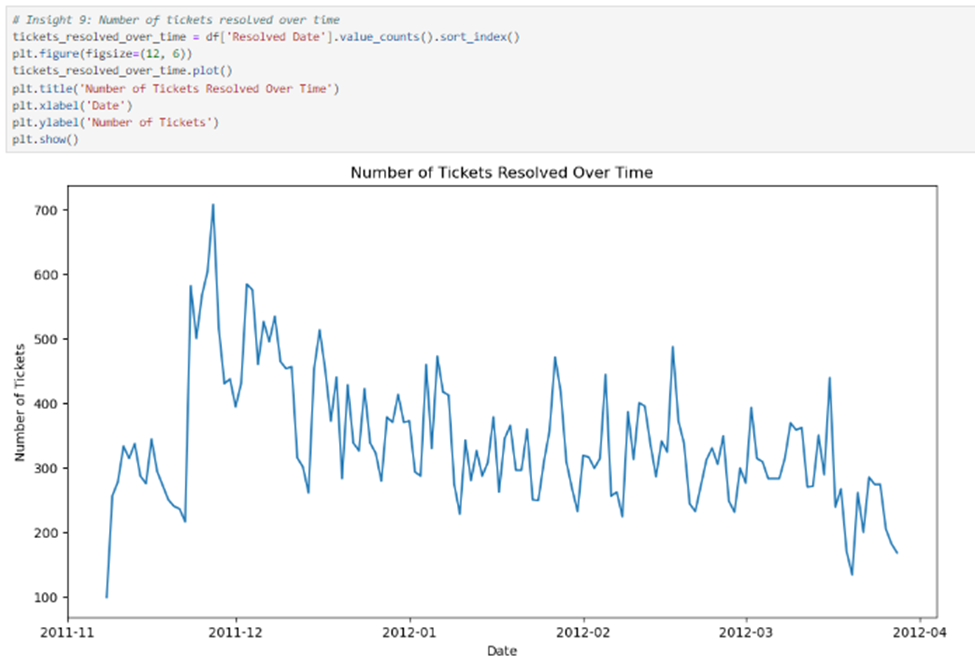 # Insight 9: Number of tickets resolved over time
tickets_resolved_over_time = df['Resolved Date'].value_counts().sort_index()
plt.figure(figsize=(12, 6))
tickets_resolved_over_time.plot()
plt.title('Number of Tickets Resolved Over Time')
plt.xlabel('Date')
plt.ylabel('Number of Tickets')
plt.show()
Number of Tickets Resolved Over Time
Number of Tickets
700
600
500
400
300
200
100
2011-11 2011-12 2012-01 2012-02 2012-03 2012-04
Date